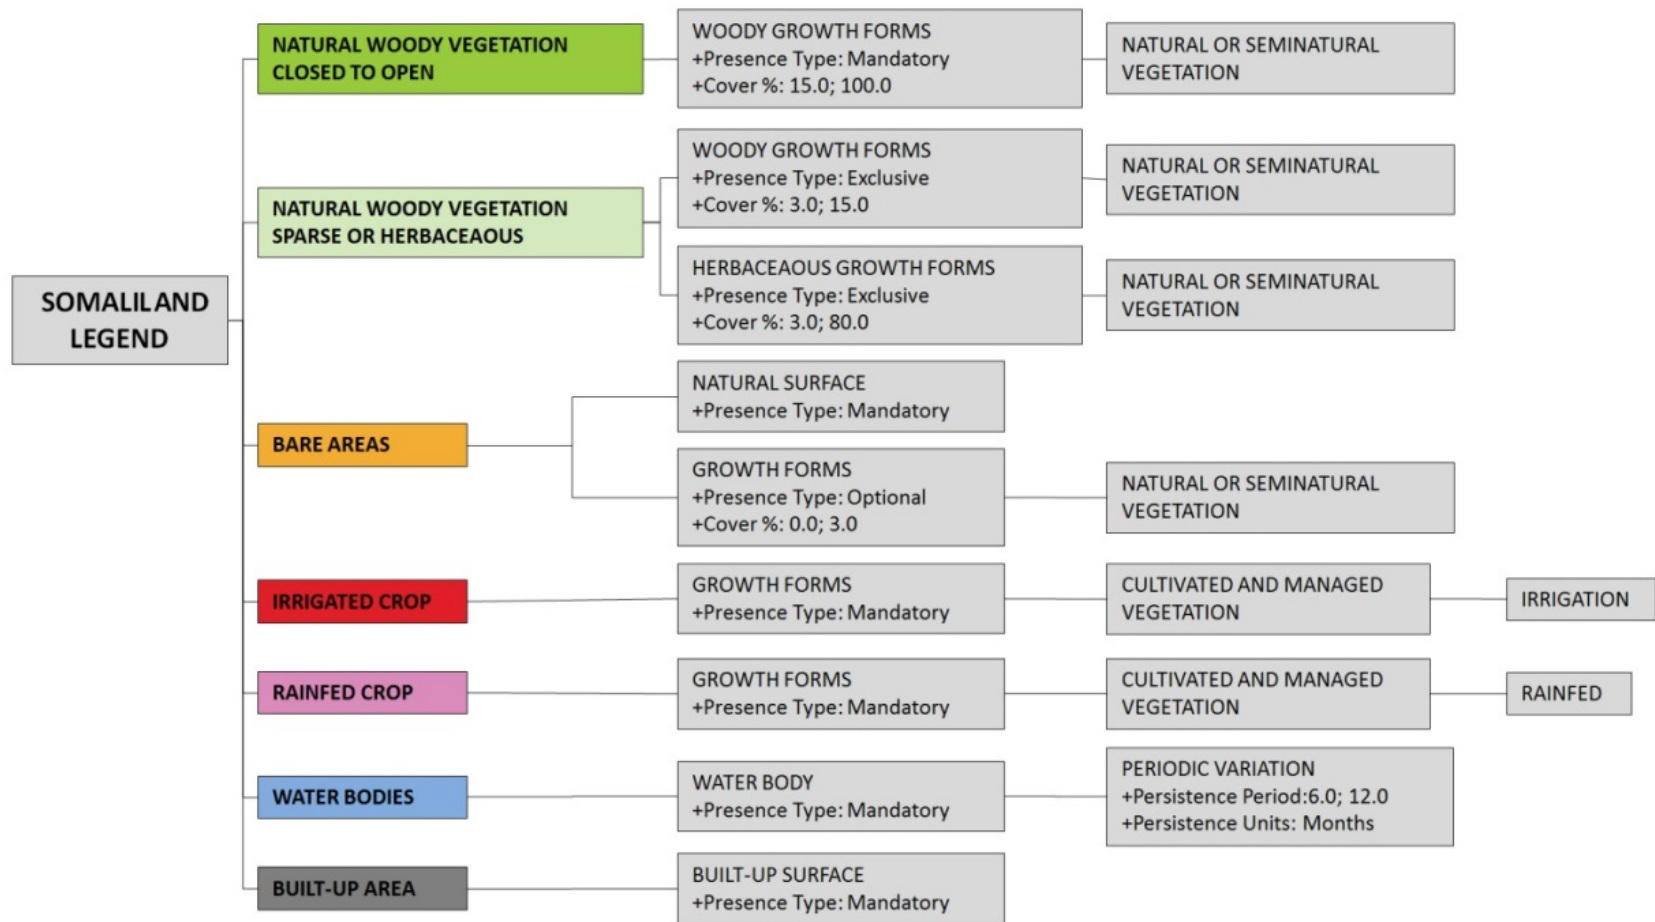 SOMALILAND
LEGEND
NATURAL WOODY VEGETATION
CLOSED TO OPEN
WOODY GROWTH FORMS
+Presence Type: Mandatory
+Cover %: 15.0; 100.0
NATURAL OR SEMINATURAL
VEGETATION
NATURAL WOODY VEGETATION
SPARSE OR HERBACEAOUS
WOODY GROWTH FORMS
+Presence Type: Exclusive
+Cover %: 3.0; 15.0
NATURAL OR SEMINATURAL
VEGETATION
HERBACEAOUS GROWTH FORMS
+Presence Type: Exclusive
+Cover %: 3.0; 80.0
NATURAL OR SEMINATURAL
VEGETATION
BARE AREAS
NATURAL SURFACE
+Presence Type: Mandatory
GROWTH FORMS
+Presence Type: Optional
+Cover %: 0.0; 3.0
NATURAL OR SEMINATURAL
VEGETATION
IRRIGATED CROP
GROWTH FORMS
+Presence Type: Mandatory
CULTIVATED AND MANAGED
VEGETATION
IRRIGATION
RAINFED CROP
GROWTH FORMS
+Presence Type: Mandatory
CULTIVATED AND MANAGED
VEGETATION
RAINFED
WATER BODIES
WATER BODY
+Presence Type: Mandatory
PERIODIC VARIATION
+Persistence Period:6.0; 12.0
+Persistence Units: Months
BUILT-UP AREA
BUILT-UP SURFACE
+Presence Type: Mandatory